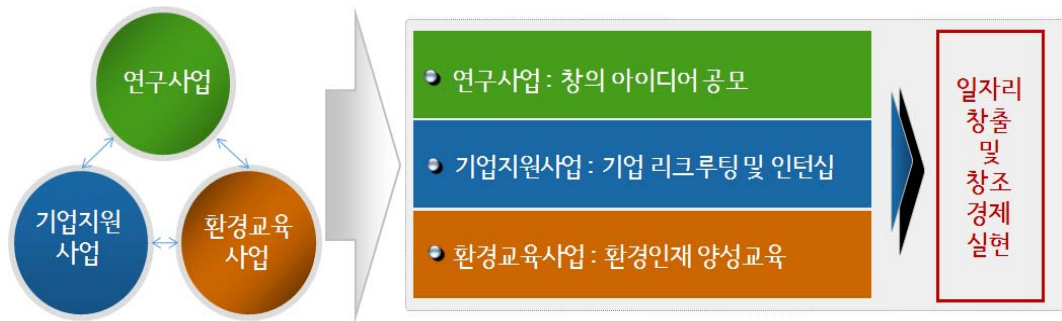 연구사업
기업지원
사업
환경교육
사업
연구사업 : 창의 아이디어 공모
기업지원사업 : 기업 리크루팅 및 인턴십
환경교육사업 : 환경인재 양성교육
일자리
창출
및
창조
경제
실현